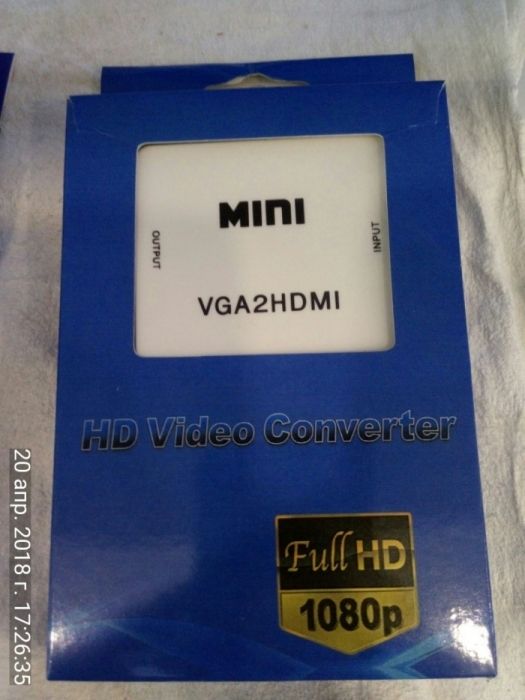 MINI
OUTPUT
INPUT
VGA2HDMI
HD Video Converter
Full HD
1080p
20 апр. 2018 г. 17:26:35